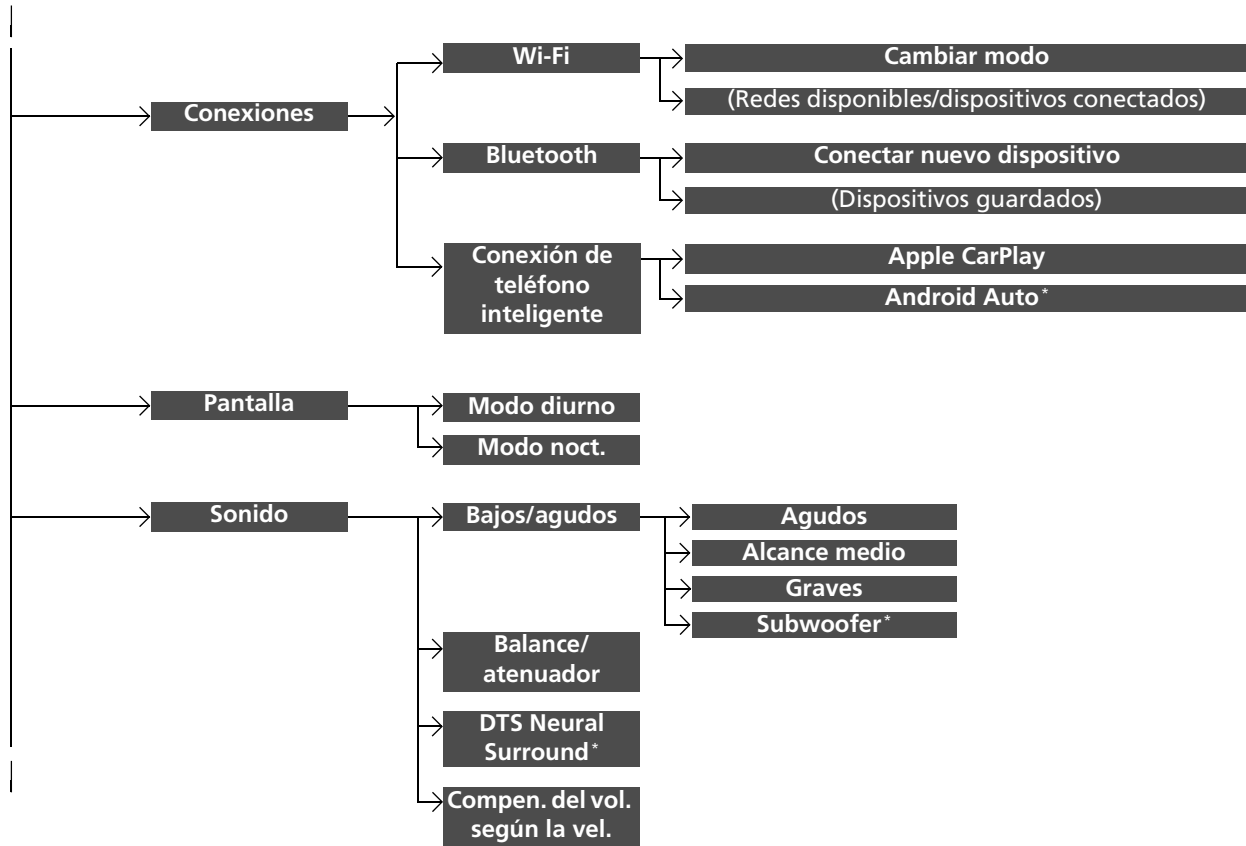 Conexiones
Wi-Fi
Cambiar modo
(Redes disponibles/dispositivos conectados)
Bluetooth
Conectar nuevo dispositivo
(Dispositivos guardados)
Conexión de
teléfono
inteligente
Apple CarPlay
Android Auto*
Pantalla
Modo diurno
Modo noct.
Sonido
Bajos/agudos
Agudos
Alcance medio
Graves
Subwoofer*
Balance/
atenuador
DTS Neural
Surround*
Compen. del vol.
según la vel.